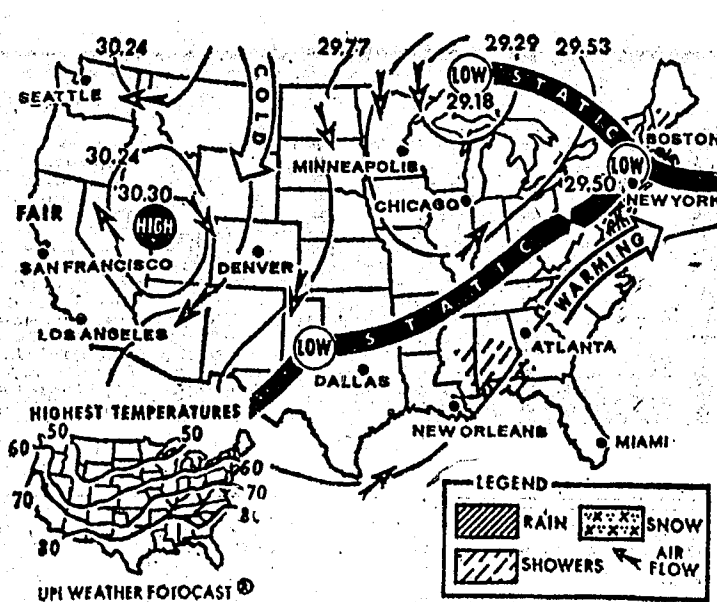 30.24
29.77
29.29
29.53
COLD
LOW
STATIC
29.18
SEATTLE
BOSTON
30.24
MINNEAPOLIS
LOW
30.30
29.50
NEW YORK
CHICAGO
FAIR
HIGH
SAN FRANCISCO
DENVER
WARMING
LOS ANGELES
LOW
STATIC
ATLANTA
DALLAS
NEW ORLEANS
MIAMI
HIGHEST TEMPERATURES
50
50
60
60
70
70
80
LEGEND
RAIN
SNOW
SHOWERS
AIR
FLOW
UPI WEATHER FOTOCAST ®